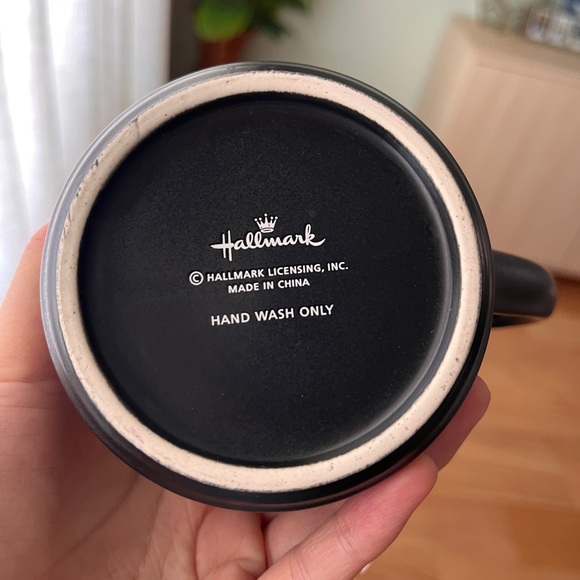 Hallmark
© HALLMARK LICENSING, INC.
MADE IN CHINA
HAND WASH ONLY